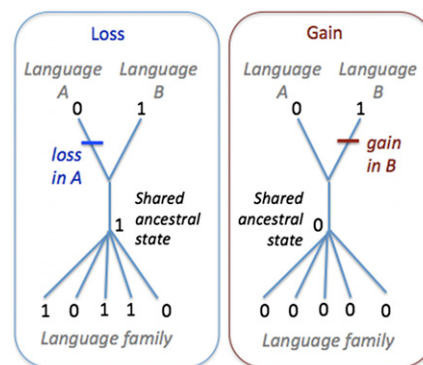 Loss
Language A
Language B
0 1
loss in A
Shared ancestral state
1
1 0 1 1 0
Language family
Gain
Language A
Language B
0 1
gain in B
Shared ancestral state
0
0 0 0 0 0
Language family